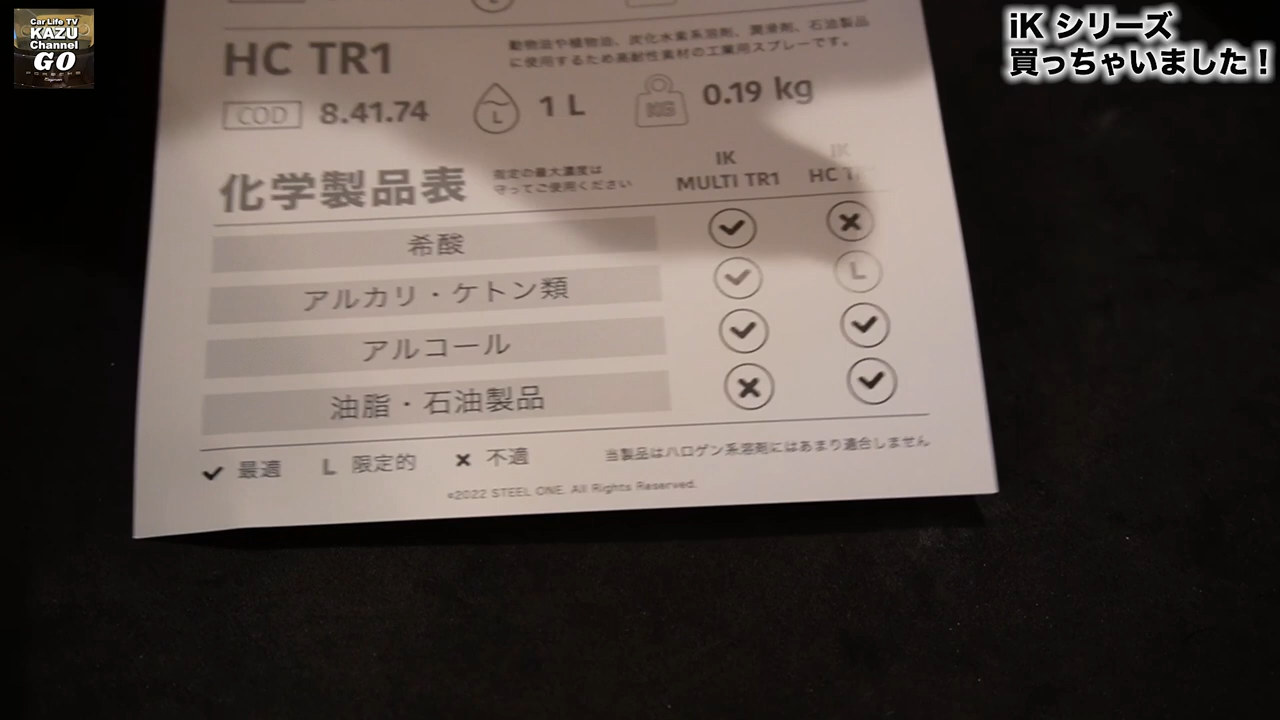 Car Life TV
KAZU
Channel
GO
iK シリーズ
買っちゃいました!
HC TR1
動物油や植物油、炭化水素系溶剤、潤滑剤、石油製品
に使用するため高耐性素材の工業用スプレーです。
COD 8.41.74 L 1 L KG 0.19 kg
化学製品表
指定の最大濃度は
守ってご使用ください
IK
MULTI TR1
IK
HC T
希酸
アルカリ・ケトン類 L
アルコール
油脂・石油製品
最適 L 限定的 不適
当製品はハロゲン系溶剤にはあまり適合しません
©2022 STEEL ONE. All Rights Reserved.